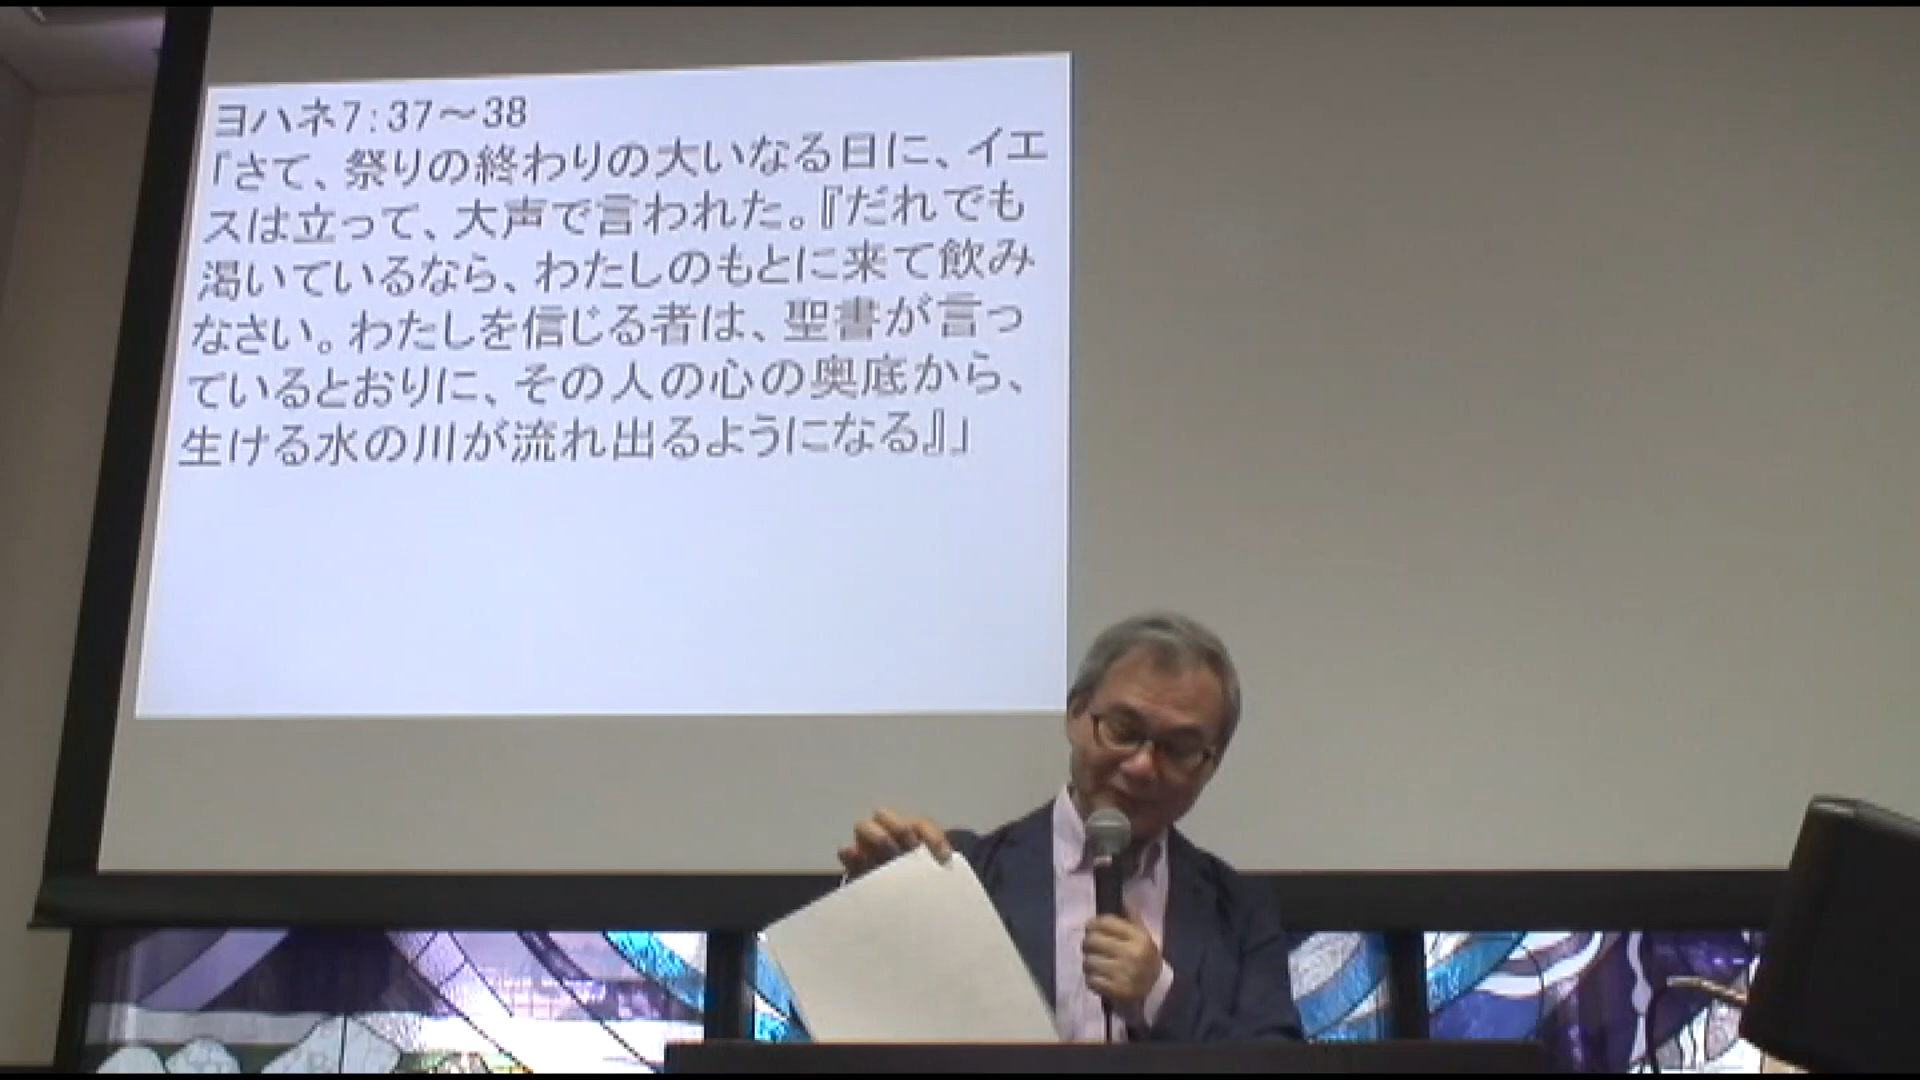 ヨハネ7：37～38
「さて、祭りの終わりの大いなる日に、イエ
スは立って、大声で言われた。『だれでも
渇いているなら、わたしのもとに来て飲み
なさい。わたしを信じる者は、聖書が言っ
ているとおりに、その人の心の奥底から、
生ける水の川が流れ出るようになる』」